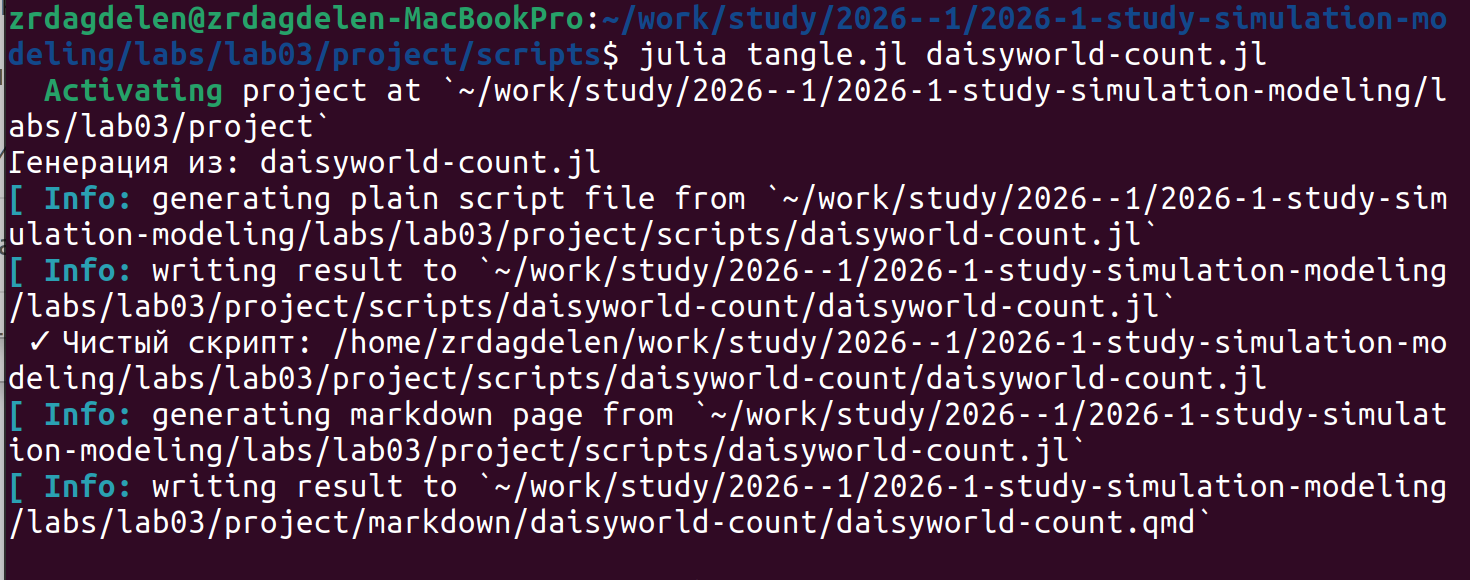 zrdagdelen@zrdagdelen-MacBookPro:~/work/study/2026--1/2026-1-study-simulation-mo
deling/labs/lab03/project/scripts$ julia tangle.jl daisyworld-count.jl
  Activating project at `~/work/study/2026--1/2026-1-study-simulation-modeling/l
abs/lab03/project`
Генерация из: daisyworld-count.jl
[ Info: generating plain script file from `~/work/study/2026--1/2026-1-study-sim
ulation-modeling/labs/lab03/project/scripts/daisyworld-count.jl`
[ Info: writing result to `~/work/study/2026--1/2026-1-study-simulation-modeling
/labs/lab03/project/scripts/daisyworld-count/daisyworld-count.jl`
 ✓ Чистый скрипт: /home/zrdagdelen/work/study/2026--1/2026-1-study-simulation-mo
deling/labs/lab03/project/scripts/daisyworld-count/daisyworld-count.jl
[ Info: generating markdown page from `~/work/study/2026--1/2026-1-study-simulat
ion-modeling/labs/lab03/project/scripts/daisyworld-count.jl`
[ Info: writing result to `~/work/study/2026--1/2026-1-study-simulation-modeling
/labs/lab03/project/markdown/daisyworld-count/daisyworld-count.qmd`